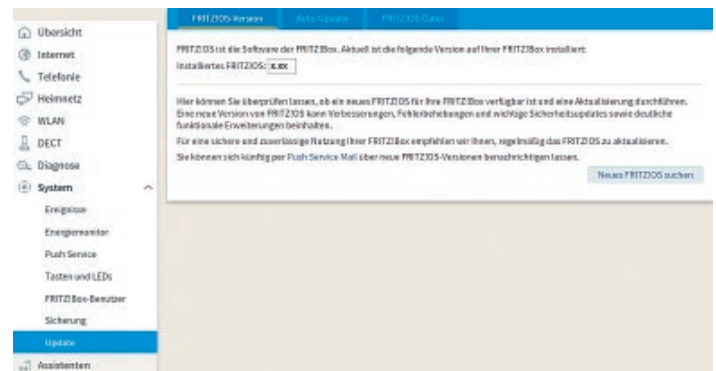 FRITZ!OS-Version Auto-Update FRITZ!OS-Datei
Übersicht
Internet
Telefonie
Heimnetz
WLAN
DECT
Diagnose
System
Ereignisse
Energiemonitor
Push Service
Tasten und LEDs
FRITZ!Box-Benutzer
Sicherung
Update
Assistenten
FRITZ!OS ist die Software der FRITZ!Box. Aktuell ist die folgende Version auf Ihrer FRITZ!Box installiert:
Installiertes FRITZ!OS: x.xx
Hier können Sie überprüfen lassen, ob ein neues FRITZ!OS für Ihre FRITZ!Box verfügbar ist und eine Aktualisierung durchführen.
Eine neue Version von FRITZ!OS kann Verbesserungen, Fehlerbehebungen und wichtige Sicherheitsupdates sowie deutliche
funktionale Erweiterungen beinhalten.
Für eine sichere und zuverlässige Nutzung Ihrer FRITZ!Box empfehlen wir Ihnen, regelmäßig das FRITZ!OS zu aktualisieren.
Sie können sich künftig per Push Service Mail über neue FRITZ!OS-Versionen benachrichtigen lassen.
Neues FRITZ!OS suchen